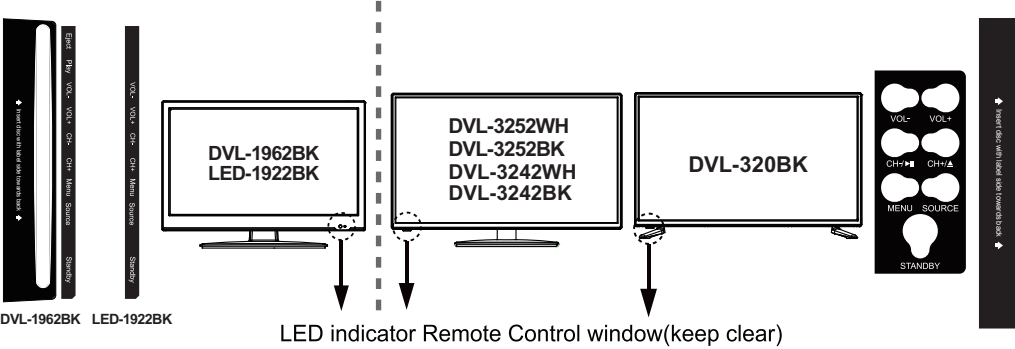 Insert disc with label side towards back
Eject Play VOL- VOL+ CH- CH+ Menu Source Standby
VOL- VOL+ CH- CH+ Menu Source Standby
DVL-1962BK LED-1922BK
DVL-1962BK
LED-1922BK
DVL-3252WH
DVL-3252BK
DVL-3242WH
DVL-3242BK
DVL-320BK
VOL- VOL+
CH-/⏯ CH+/⏏
MENU SOURCE
STANDBY
Insert disc with label side towards back
LED indicator Remote Control window(keep clear)